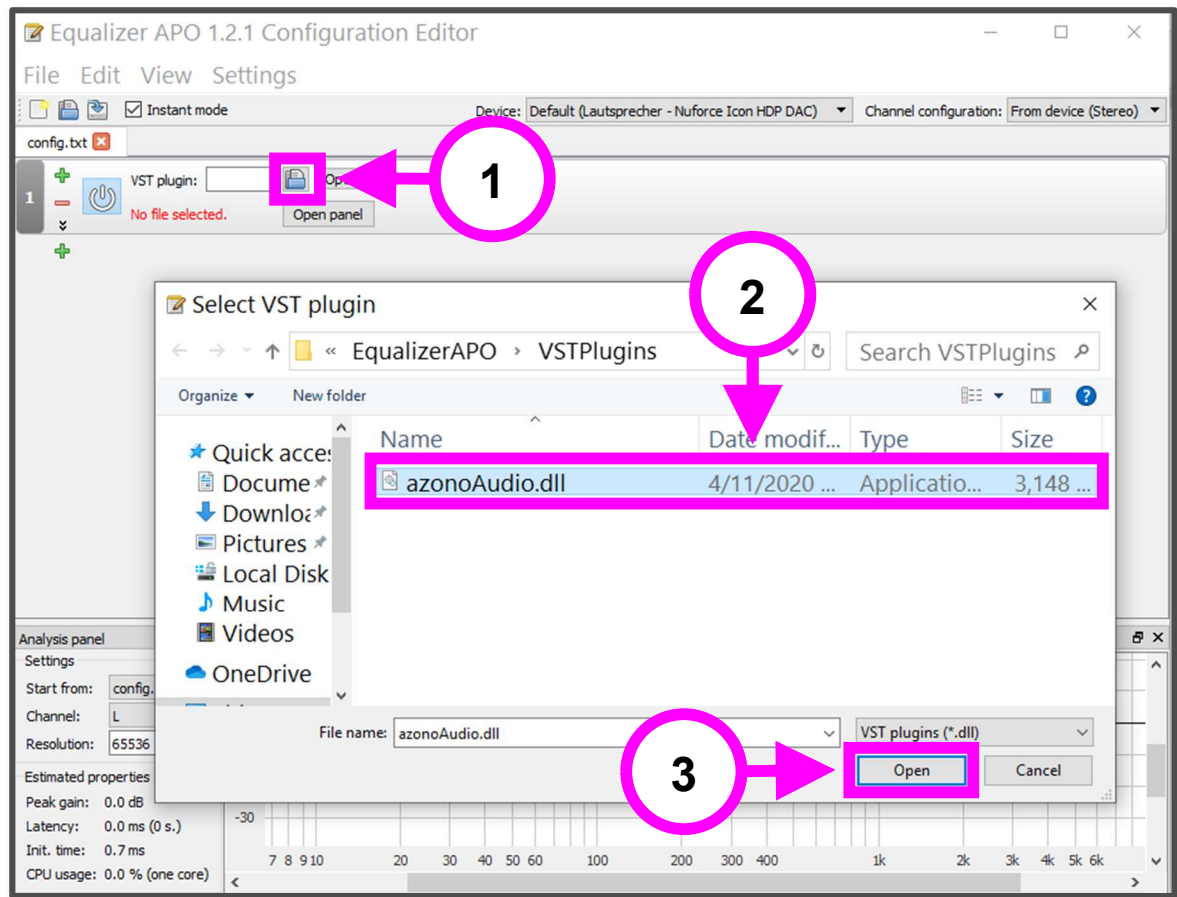 Equalizer APO 1.2.1 Configuration Editor
File Edit View Settings
Instant mode Device: Default (Lautsprecher - Nuforce Icon HDP DAC) Channel configuration: From device (Stereo)
config.txt
1 VST plugin: Op
No file selected. Open panel
1
2
Select VST plugin
« EqualizerAPO › VSTPlugins Search VSTPlugins
Organize New folder
Name Date modif... Type Size
azonoAudio.dll 4/11/2020 ... Applicatio... 3,148 ...
Quick acces
Docume
Downloa
Pictures
Local Disk
Music
Videos
OneDrive
File name: azonoAudio.dll VST plugins (*.dll)
Open Cancel
3
Analysis panel
Settings
Start from: config.
Channel: L
Resolution: 65536
Estimated properties
Peak gain: 0.0 dB
Latency: 0.0 ms (0 s.)
Init. time: 0.7 ms
CPU usage: 0.0 % (one core)
-30
7 8 9 10 20 30 40 50 60 100 200 300 400 1k 2k 3k 4k 5k 6k